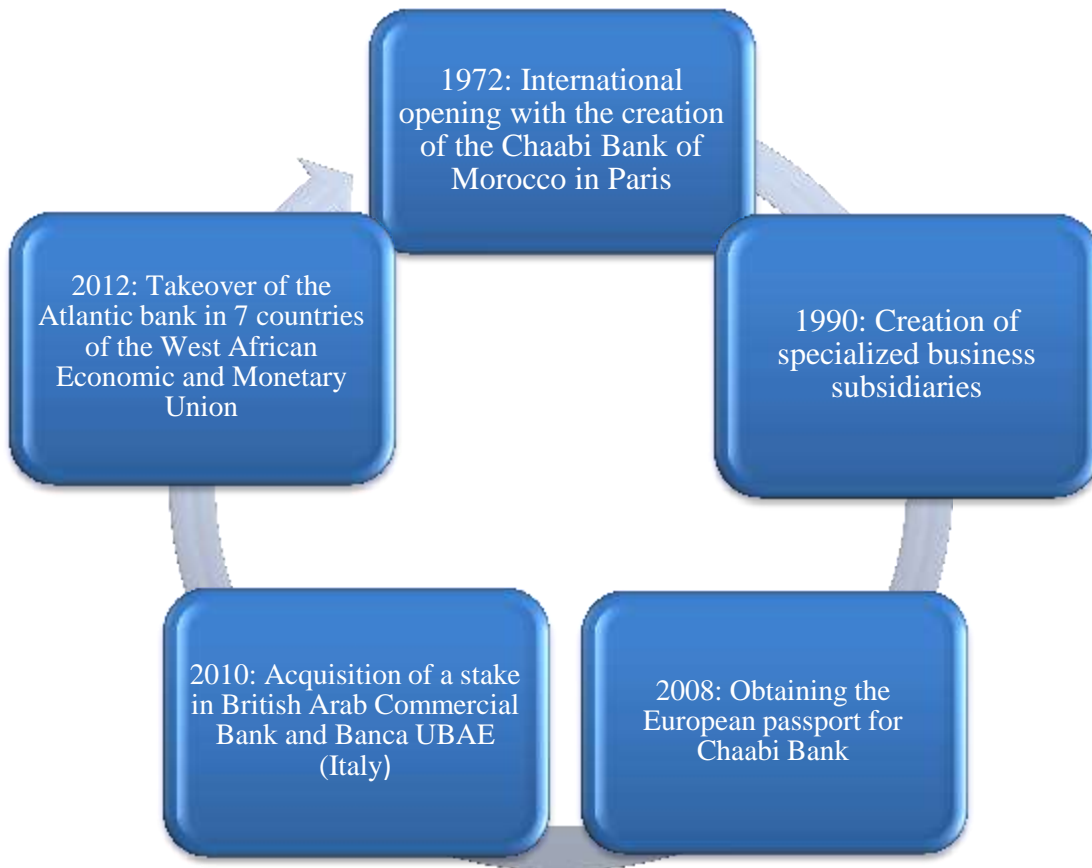 1972: International
opening with the creation
of the Chaabi Bank of
Morocco in Paris
1990: Creation of
specialized business
subsidiaries
2008: Obtaining the
European passport for
Chaabi Bank
2010: Acquisition of a stake
in British Arab Commercial
Bank and Banca UBAE
(Italy)
2012: Takeover of the
Atlantic bank in 7 countries
of the West African
Economic and Monetary
Union